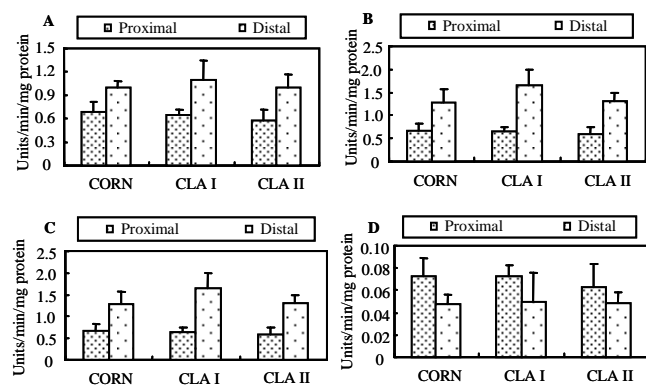 A
Proximal Distal
Units/min/mg protein
1.5
1.2
0.9
0.6
0.3
0
CORN CLA I CLA II
B
Proximal Distal
Units/min/mg protein
2.5
2.0
1.5
1.0
0.5
0
CORN CLA I CLA II
C
Proximal Distal
Units/min/mg protein
2.5
2.0
1.5
1.0
0.5
0
CORN CLA I CLA II
D
Proximal Distal
Units/min/mg protein
0.10
0.08
0.06
0.04
0.02
0.00
CORN CLA I CLA II